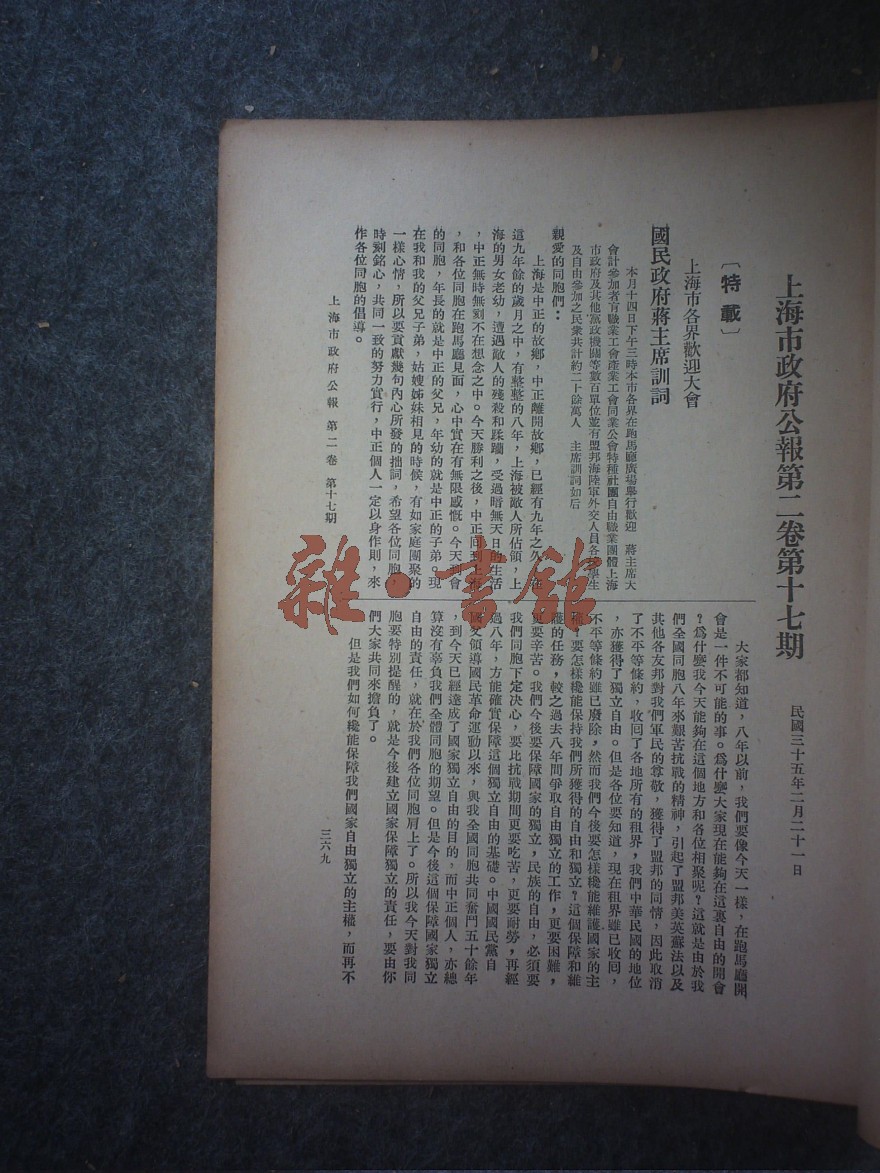 上海市政府公報第二卷第十七期
民國三十五年二月二十一日
〔特載〕
上海市各界歡迎大會
國民政府蔣主席訓詞
本月十四日下午三時本市各界在跑馬廳廣場舉行歡迎 蔣主席大
會計參加者有職業工會產業工會同業公會特種社團自由職業團體上海
市政府及其他黨政機關等數百單位並有盟邦海陸軍外交人員各 學生
及自由參加之民衆共計約二十餘萬人 主席訓詞如后
親愛的同胞們：
上海是中正的故鄉，中正離開故鄉，已經有九年之久，在
這九年餘的歲月之中，有整整的八年，上海被敵人所佔領，上
海的男女老幼，遭遇敵人的殘殺和蹂躪，受過暗無天日的生活
，中正無時無刻不在想念之中。今天勝利之後，中正回到上海
，和各位同胞在跑馬廳見面，心中實在有無限感慨。今天到會
的同胞，年長的就是中正的父兄，年幼的就是中正的子弟。現
在我和我的父兄子弟，姑嫂姊妹相見的時候，有如家庭團聚的
一樣心情，所以要貢獻幾句內心所發的拙詞，希望各位同胞，
時刻銘心，共同一致的努力實行，中正個人一定以身作則，來
作各位同胞的倡導。
大家都知道，八年以前，我們要像今天一樣，在跑馬廳開
會是一件不可能的事。爲什麼大家現在能夠在這裏自由的開會
？爲什麼我今天能夠在這個地方和各位相聚呢？這就是由於我
們全國同胞八年來艱苦抗戰的精神，引起了盟邦美英蘇法以及
其他各友邦對我們軍民的尊敬，獲得了盟邦的同情，因此取消
了不平等條約，收回了各地所有的租界，我們中華民國的地位
，亦獲得了獨立自由。但是各位要知道，現在租界雖已收回，
不平等條約雖已廢除，然而我們今後要怎樣纔能維護國家的主
權？要怎樣纔能保持我們所獲得的自由和獨立？這個保障和維
護的任務，較之過去八年間爭取自由獨立的工作，更要困難，
更要辛苦。我們今後要保障國家的獨立，民族的自由，必須要
我們同胞下定決心，要比抗戰期間更要吃苦，更要耐勞，再經
過八年，方能確實保障這個獨立自由的基礎。中國國民黨自
國父領導國民革命運動以來，與我全國同胞共同奮鬥五十餘年
，到今天已經達成了國家獨立自由的目的，而中正個人，亦總
算沒有辜負我們全體同胞的期望。但是今後這個保障國家獨立
自由的責任，就在於我們各位同胞肩上了。所以我今天對我同
胞要特別提醒的，就是今後建立國家保障獨立的責任，要由你
們大家共同來擔負了。
但是我們如何纔能保障我們國家自由獨立的主權，而再不
上海市政府公報 第二卷 第十七期
三六九
雜·書館